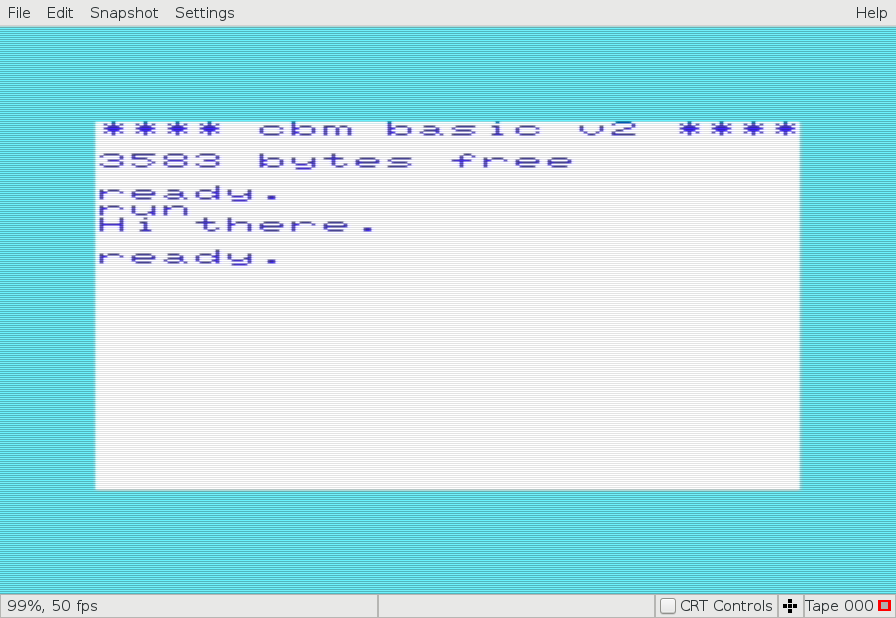 File Edit Snapshot Settings Help
**** cbm basic v2 ****
3583 bytes free
ready.
run
Hi there.
ready.
99%, 50 fps CRT Controls Tape 000